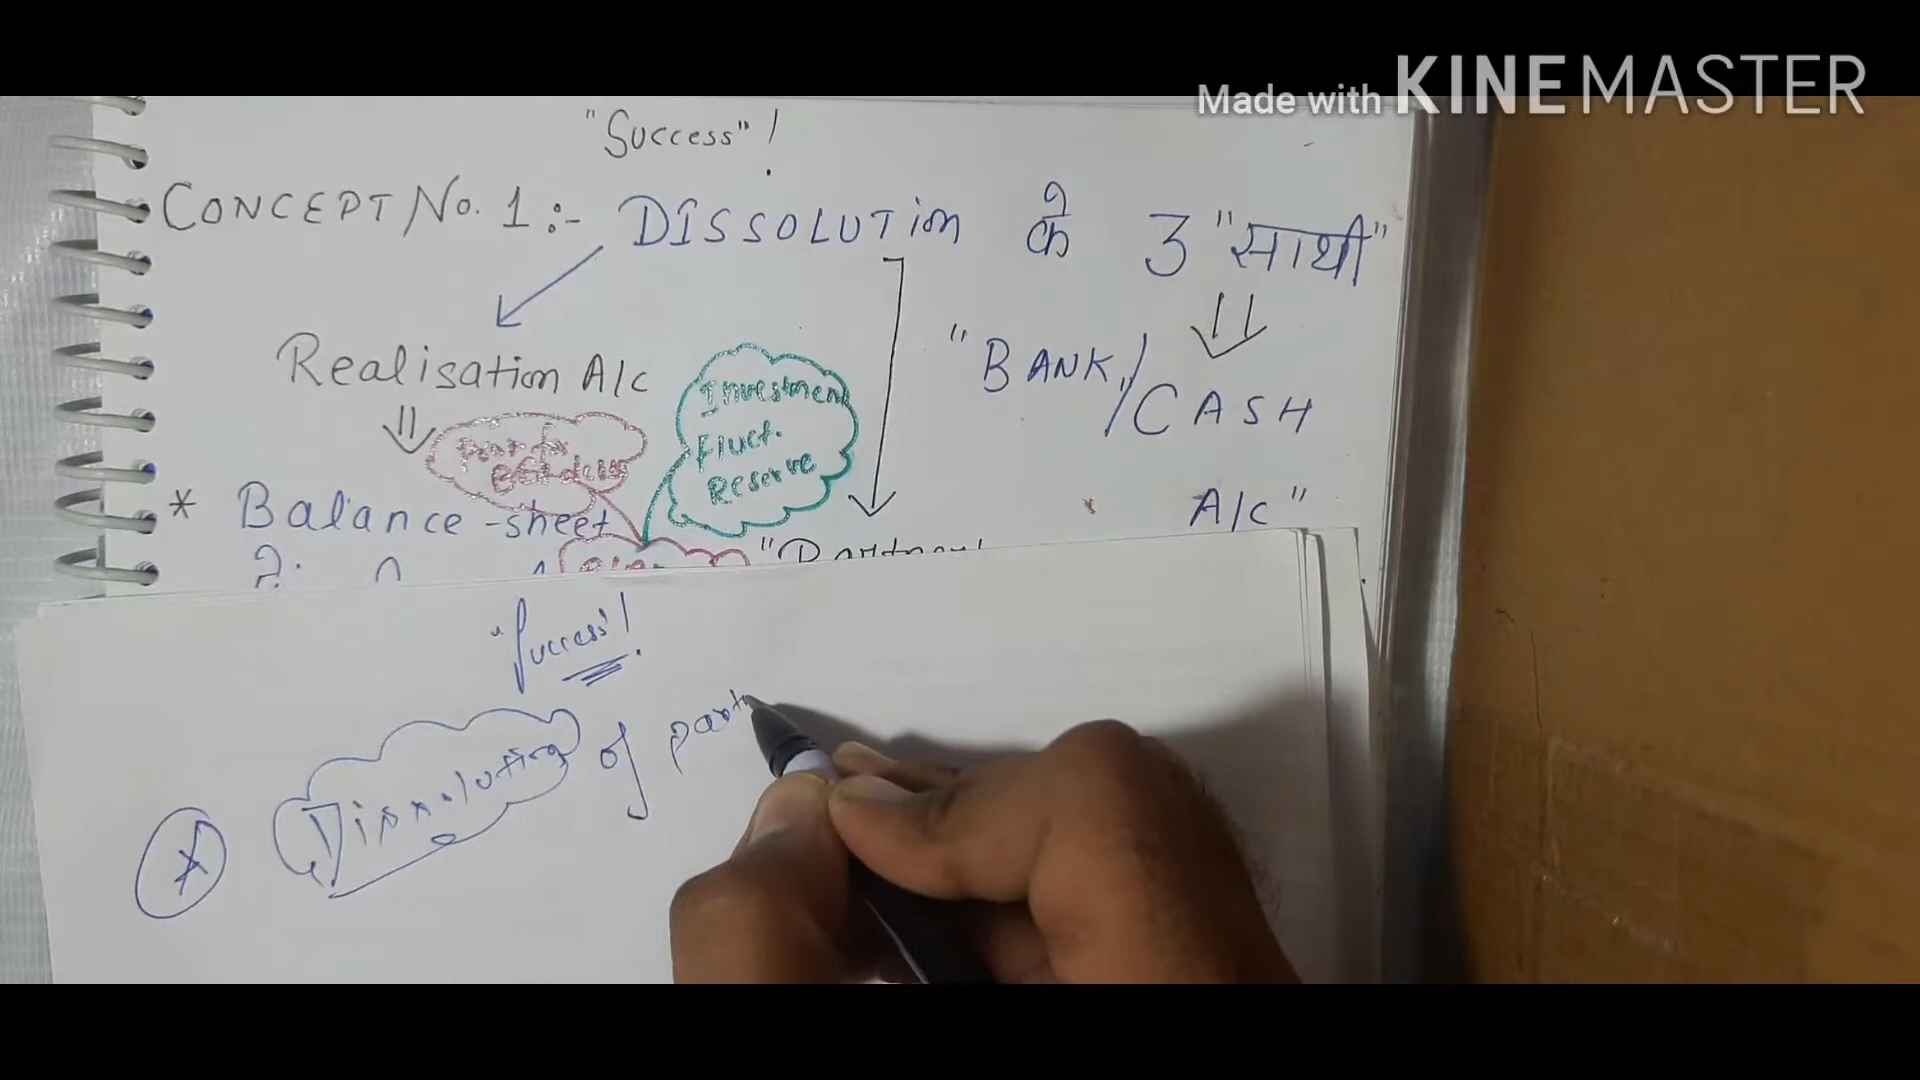 Made with KINEMASTER
"Success"!
CONCEPT No. 1:- DISSOLUTION के 3 "साथी"
Realisation A/c
Investment
Fluct.
Reserve
"BANK/CASH
A/c"
* Balance-sheet
"Success"!
Dissolution of part